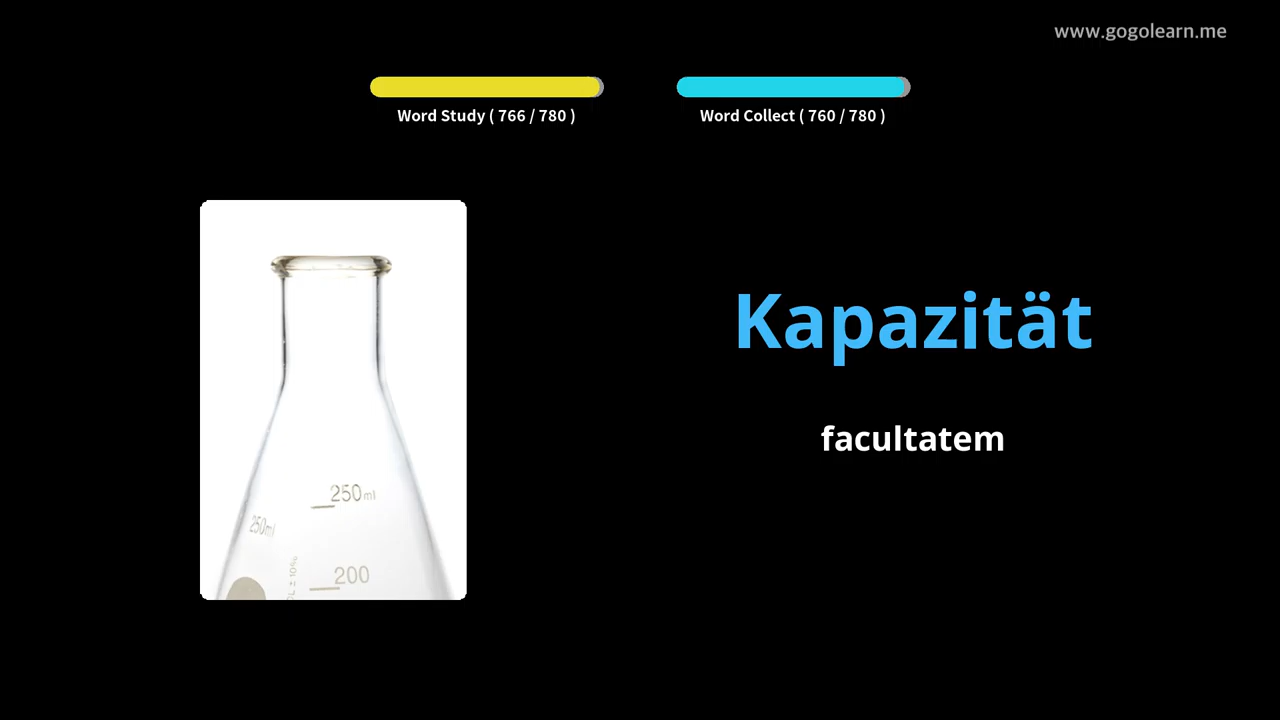 www.gogolearn.me
Word Study ( 766 / 780 )
Word Collect ( 760 / 780 )
Kapazität
facultatem
250ml
250ml
200